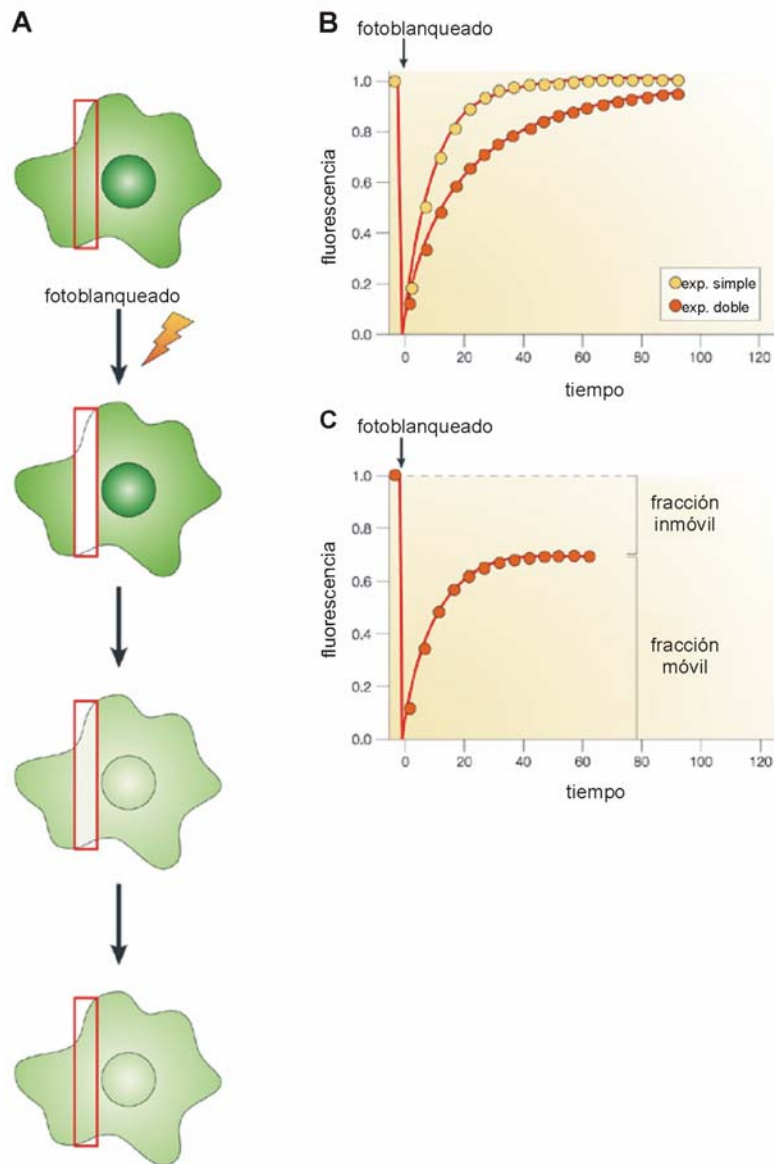 A
fotoblanqueado
B
fotoblanqueado
fluorescencia
1.0
0.8
0.6
0.4
0.2
0.0
exp. simple
exp. doble
0 20 40 60 80 100 120
tiempo
C
fotoblanqueado
fluorescencia
1.0
0.8
0.6
0.4
0.2
0.0
fracción
inmóvil
fracción
móvil
0 20 40 60 80 100 120
tiempo